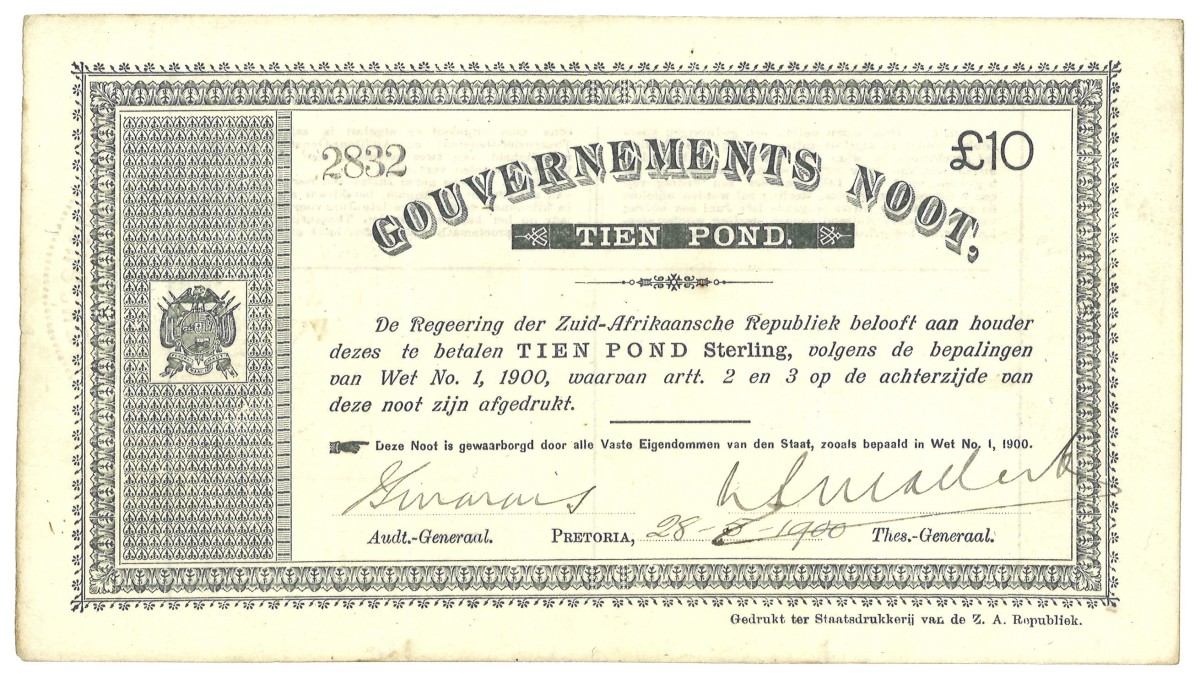 2832
£10
GOUVERNEMENTS NOOT,
TIEN POND.
De Regeering der Zuid-Afrikaansche Republiek belooft aan houder
dezes te betalen TIEN POND Sterling, volgens de bepalingen
van Wet No. 1, 1900, waarvan artt. 2 en 3 op de achterzijde van
deze noot zijn afgedrukt.
Deze Noot is gewaarborgd door alle Vaste Eigendommen van den Staat, zooals bepaald in Wet No. 1, 1900.
Audt.-Generaal. PRETORIA, 28-5-1900 Thes.-Generaal.
Gedrukt ter Staatsdrukkerij van de Z. A. Republiek.